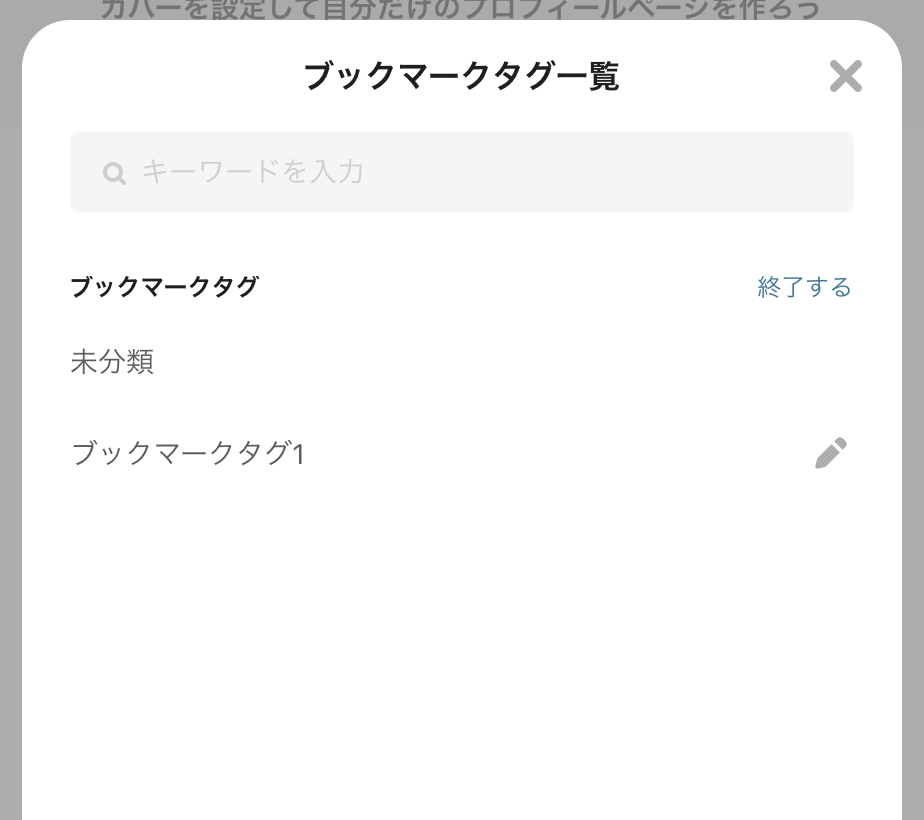 カバーを設定して自分だけのプロフィールページを作ろう
ブックマークタグ一覧
キーワードを入力
ブックマークタグ
終了する
未分類
ブックマークタグ1